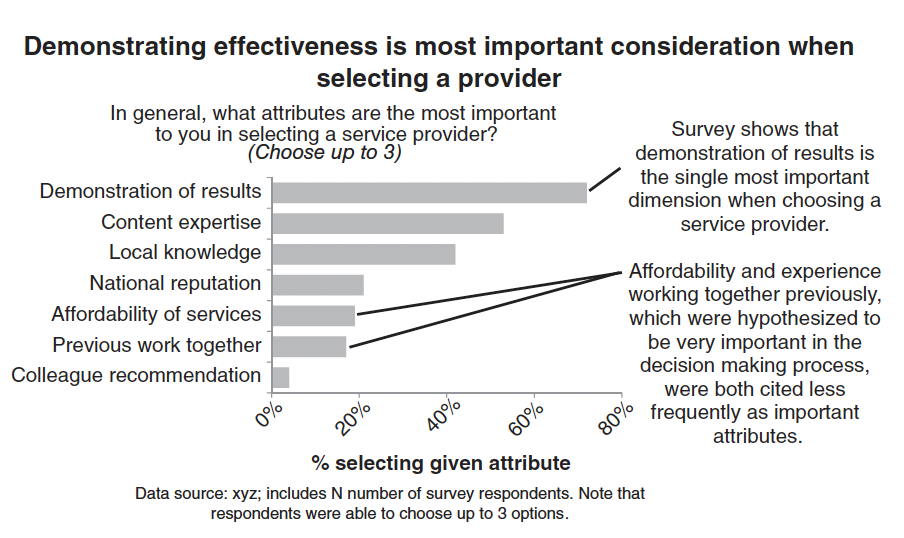 Demonstrating effectiveness is most important consideration when
selecting a provider
In general, what attributes are the most important
to you in selecting a service provider?
(Choose up to 3)
Demonstration of results
Content expertise
Local knowledge
National reputation
Affordability of services
Previous work together
Colleague recommendation
0%
20%
40%
60%
80%
% selecting given attribute
Survey shows that
demonstration of results is
the single most important
dimension when choosing a
service provider.
Affordability and experience
working together previously,
which were hypothesized to
be very important in the
decision making process,
were both cited less
frequently as important
attributes.
Data source: xyz; includes N number of survey respondents. Note that
respondents were able to choose up to 3 options.